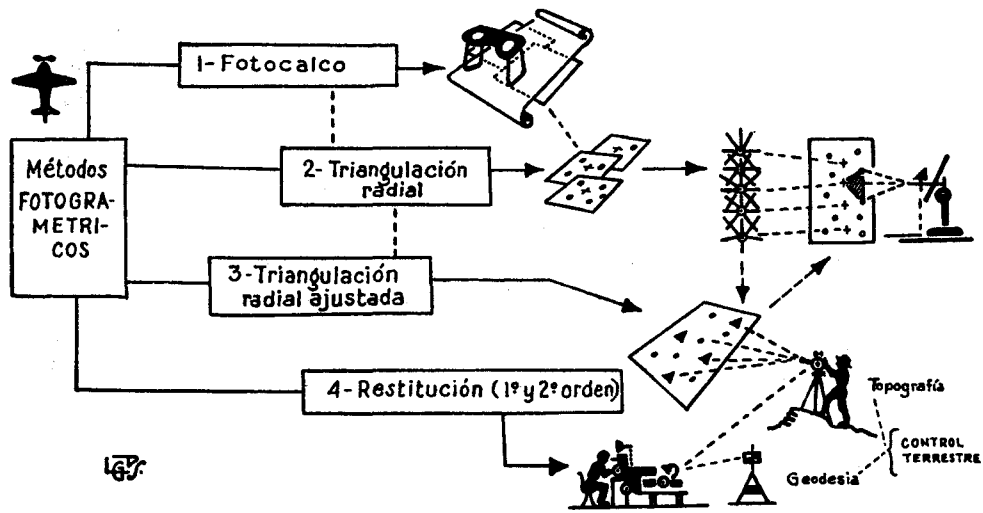 1-Fotocalco
Métodos
FOTOGRA-
METRI-
COS
2-Triangulación
radial
3-Triangulación
radial ajustada
4-Restitución (1º y 2º orden)
Topografía
CONTROL
TERRESTRE
Geodesia